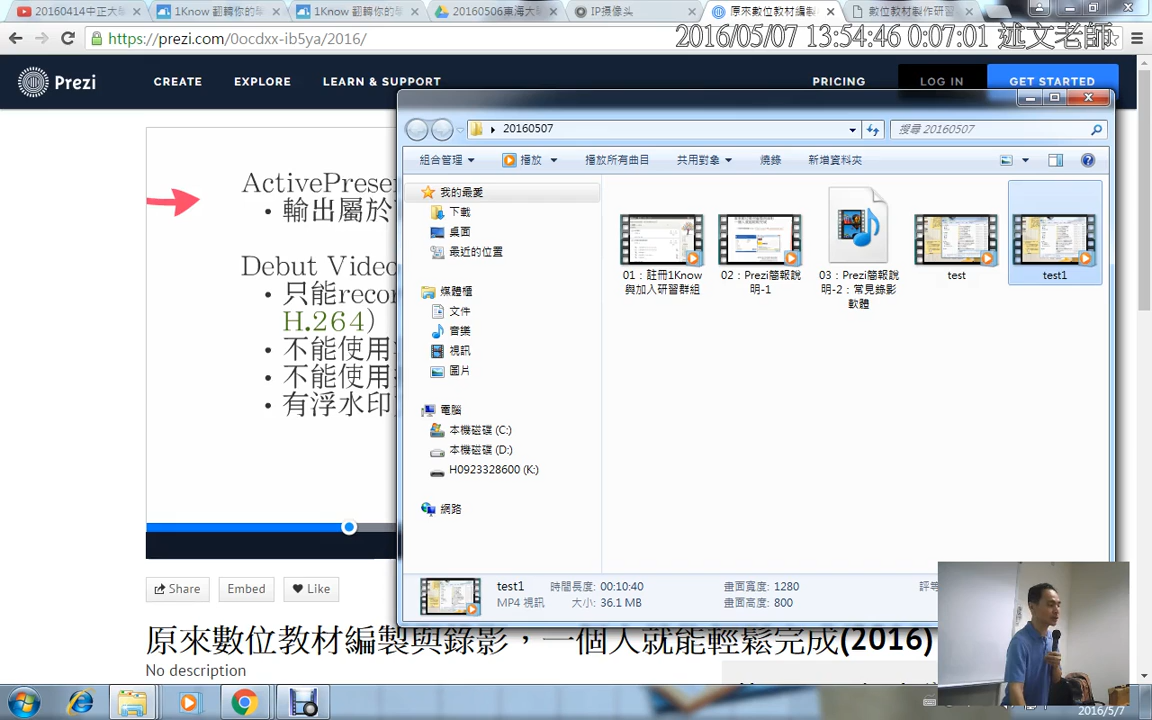 20160414中正大
1Know 翻轉你的學
1Know 翻轉你的學
20160506東海大
IP摄像头
原來數位教材編製
數位教材製作研習
https://prezi.com/0ocdxx-ib5ya/2016/
2016/05/07 13:54:46 0:07:01 述文老師
Prezi
CREATE
EXPLORE
LEARN & SUPPORT
PRICING
LOG IN
GET STARTED
20160507
搜尋 20160507
組合管理
播放
播放所有曲目
共用對象
燒錄
新增資料夾
ActivePrese
輸出屬於
Debut Video
只能recor
H.264)
不能使用
不能使用
有浮水印
我的最愛
下載
桌面
最近的位置
媒體櫃
文件
音樂
視訊
圖片
電腦
本機磁碟 (C:)
本機磁碟 (D:)
H0923328600 (K:)
網路
01：註冊1Know
與加入研習群組
02：Prezi簡報說
明-1
03：Prezi簡報說
明-2：常見錄影
軟體
test
test1
test1
時間長度: 00:10:40
畫面寬度: 1280
評等
MP4 視訊
大小: 36.1 MB
畫面高度: 800
Share
Embed
Like
原來數位教材編製與錄影，一個人就能輕鬆完成(2016)
No description
2016/5/7